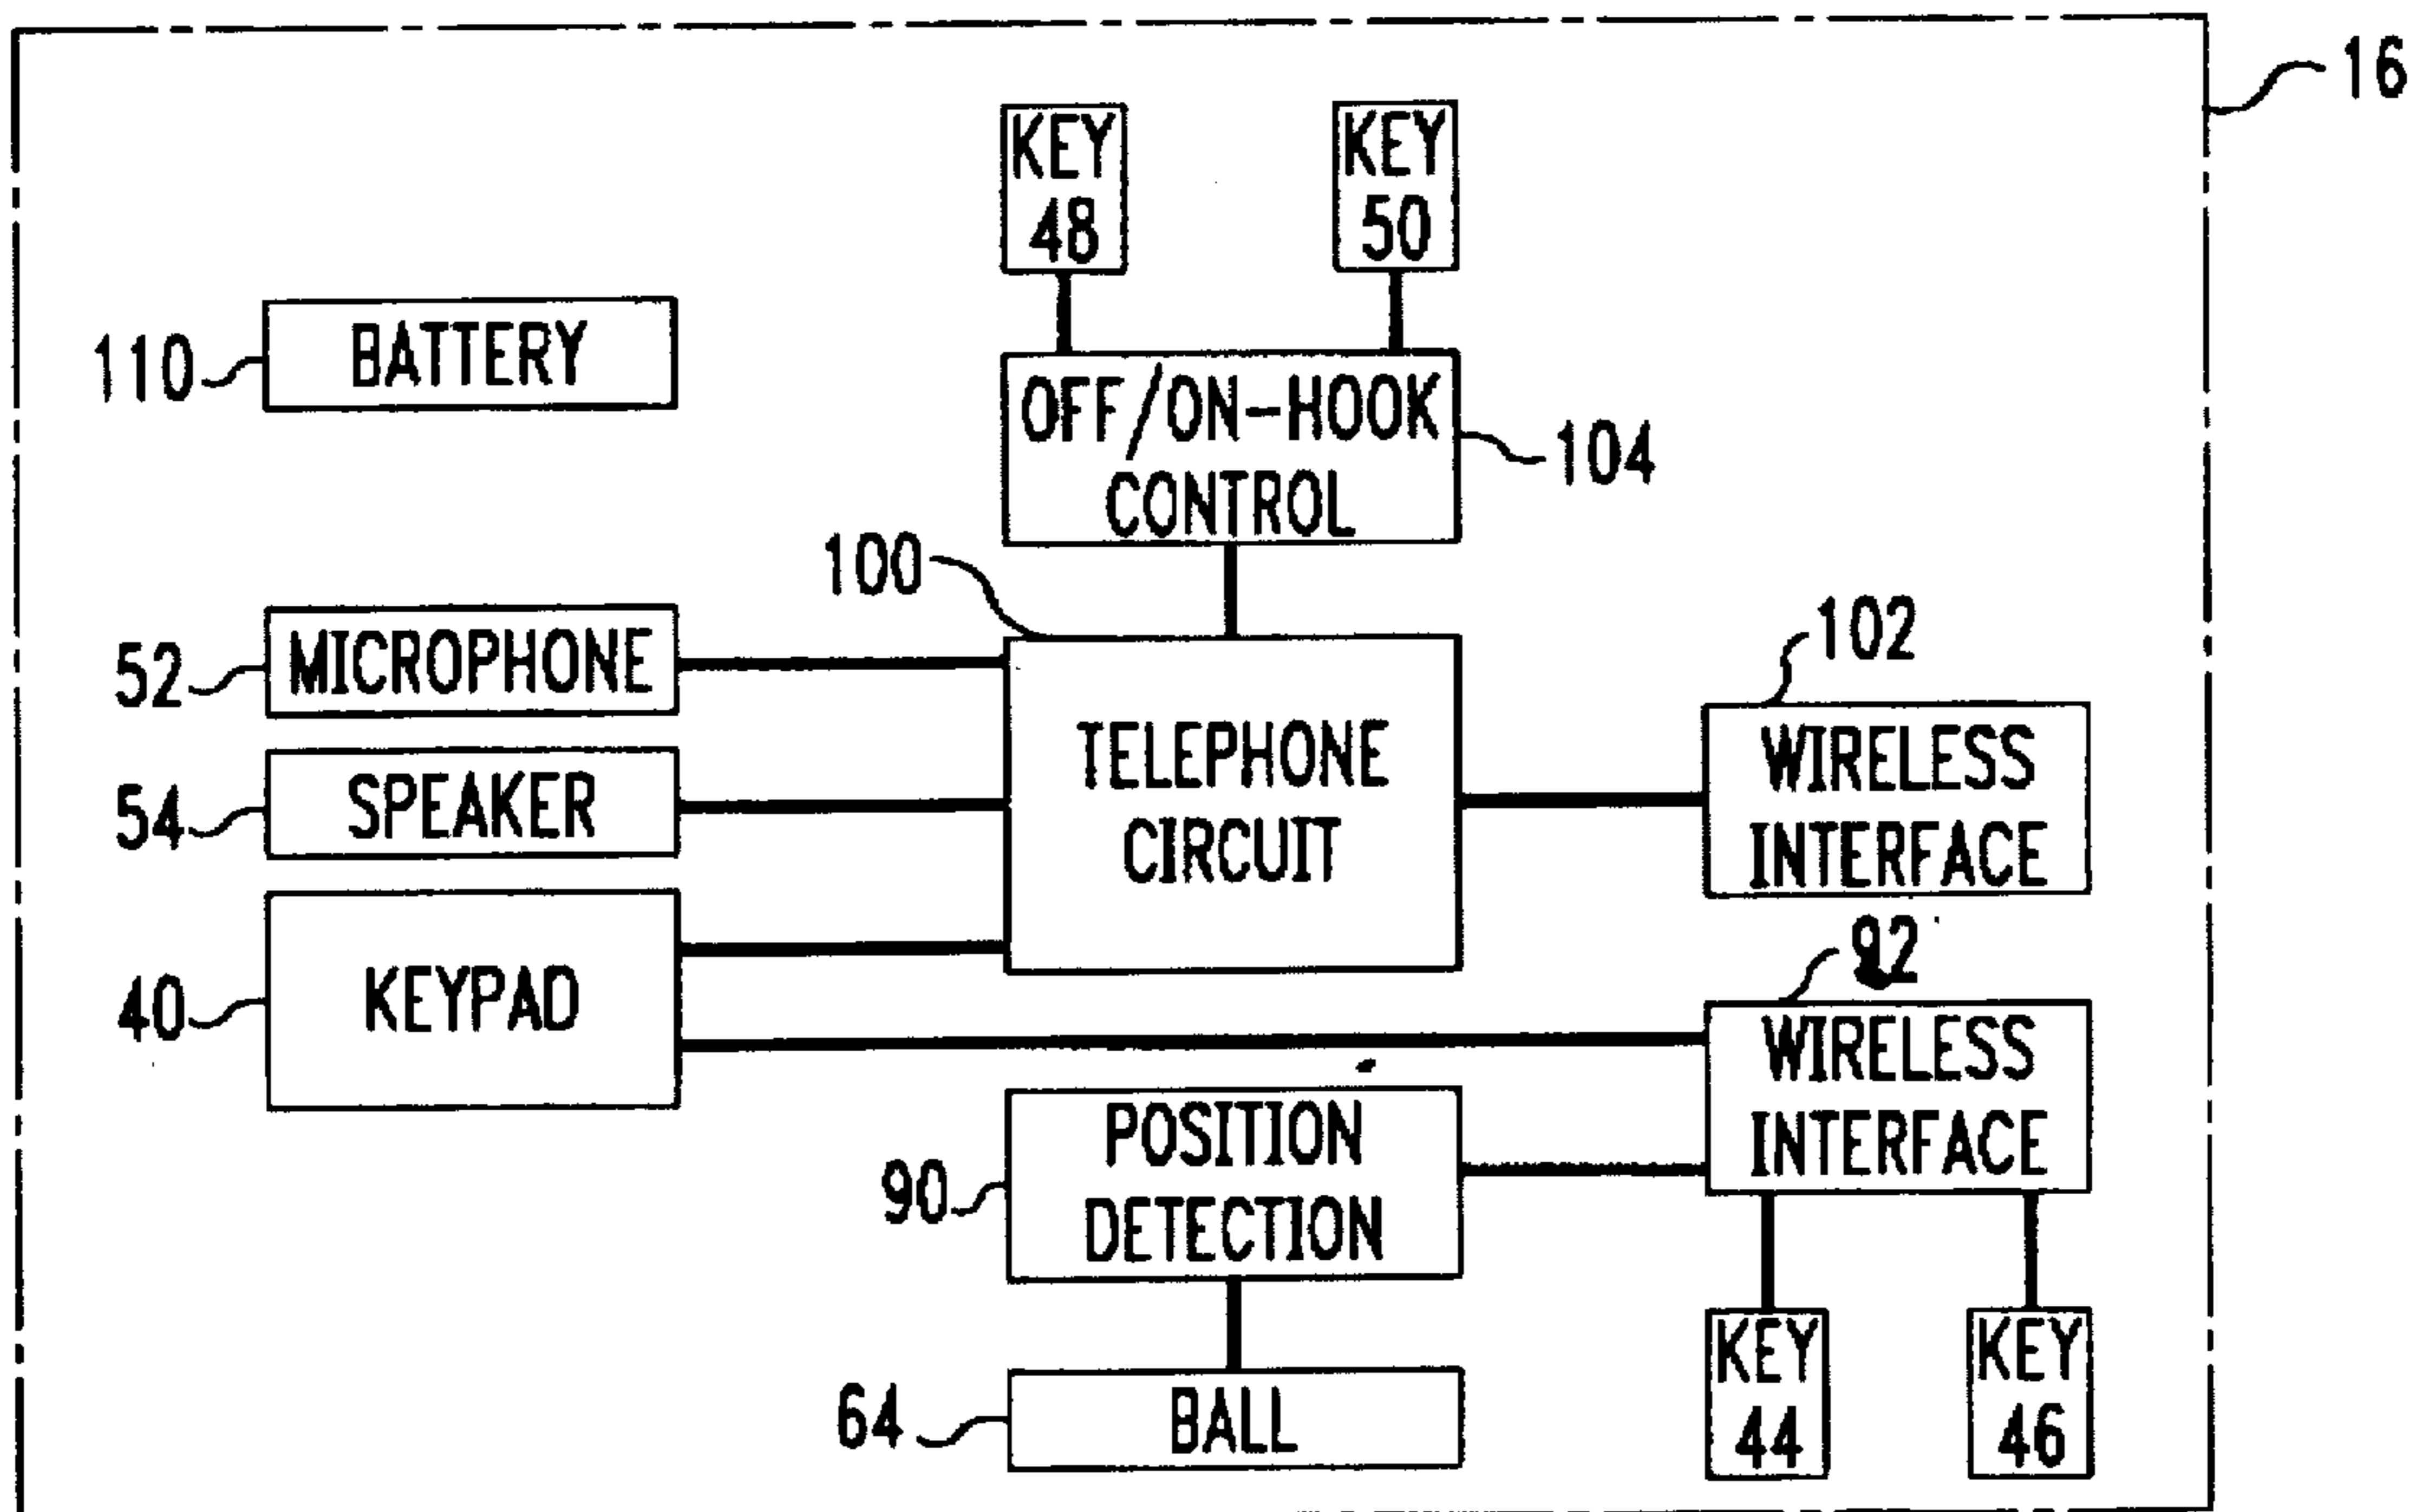 16
KEY
48
KEY
50
110
BATTERY
OFF/ON-HOOK
CONTROL
104
100
52
MICROPHONE
102
54
SPEAKER
TELEPHONE
CIRCUIT
WIRELESS
INTERFACE
92
40
KEYPAD
WIRELESS
INTERFACE
90
POSITION
DETECTION
64
BALL
KEY
44
KEY
46